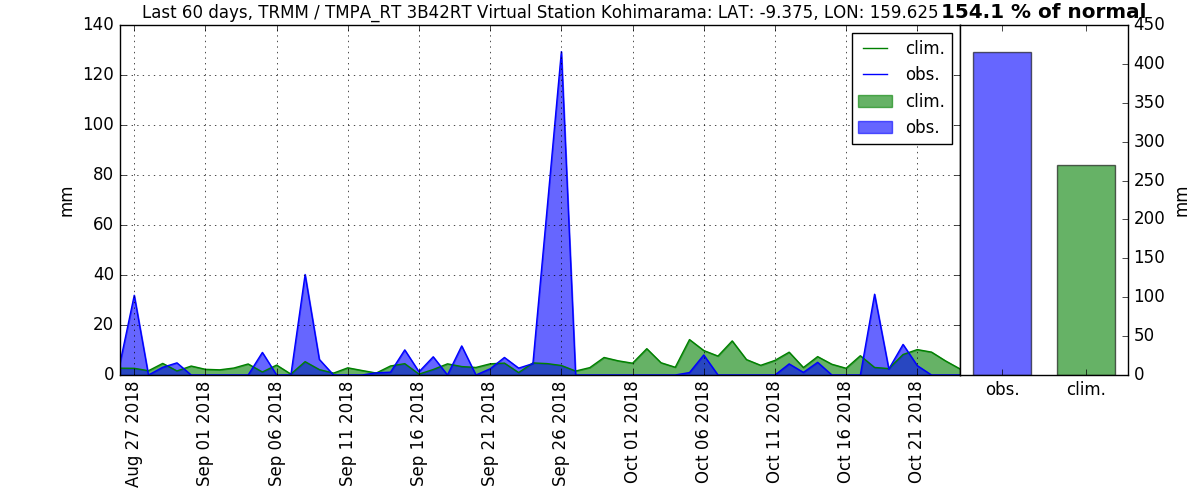 Last 60 days, TRMM / TMPA_RT 3B42RT Virtual Station Kohimarama: LAT: -9.375, LON: 159.625
154.1 % of normal
140
120
100
80
60
40
20
0
mm
clim.
obs.
clim.
obs.
Aug 27 2018
Sep 01 2018
Sep 06 2018
Sep 11 2018
Sep 16 2018
Sep 21 2018
Sep 26 2018
Oct 01 2018
Oct 06 2018
Oct 11 2018
Oct 16 2018
Oct 21 2018
450
400
350
300
250
200
150
100
50
0
mm
obs.
clim.